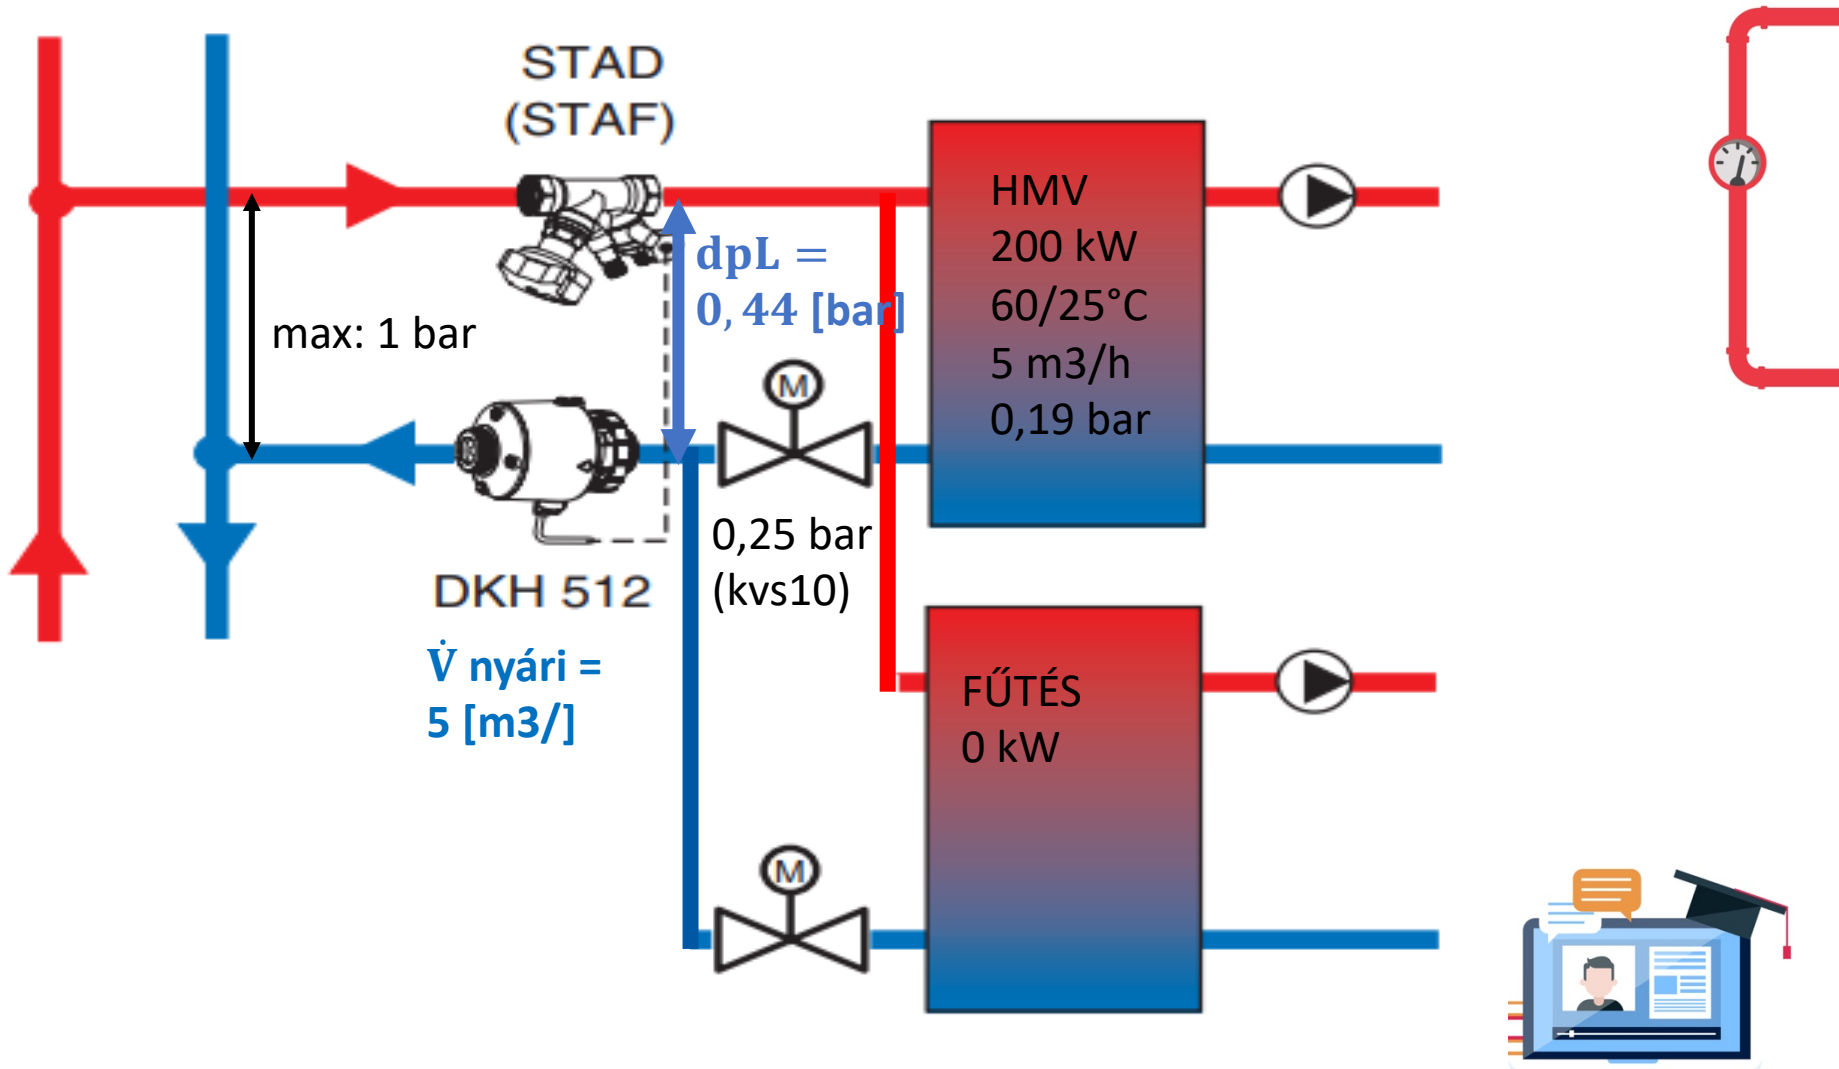 STAD
(STAF)
max: 1 bar
dpL =
0,44 [bar]
HMV
200 kW
60/25°C
5 m3/h
0,19 bar
M
0,25 bar
(kvs10)
DKH 512
V̇ nyári =
5 [m3/]
FŰTÉS
0 kW
M